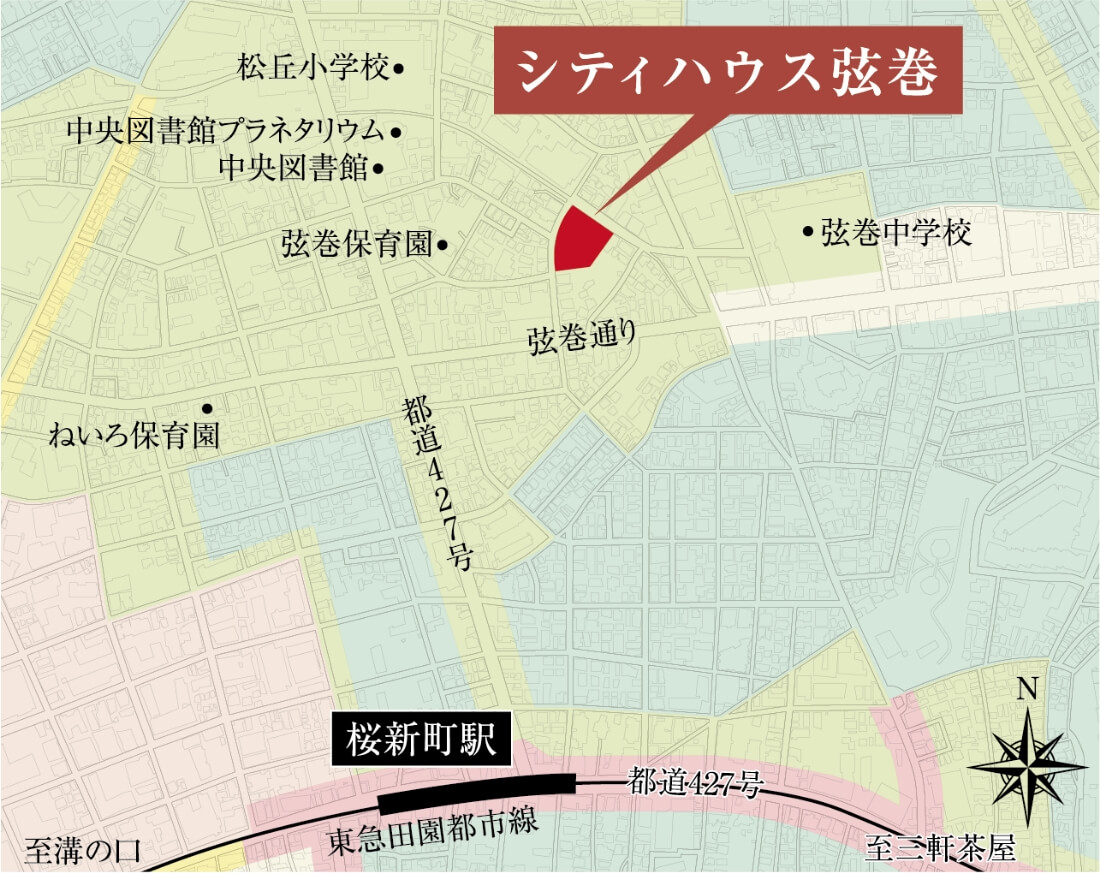 シティハウス弦巻
松丘小学校
中央図書館プラネタリウム
中央図書館
弦巻保育園
弦巻中学校
弦巻通り
ねいろ保育園
都道427号
N
桜新町駅
都道427号
東急田園都市線
至溝の口
至三軒茶屋